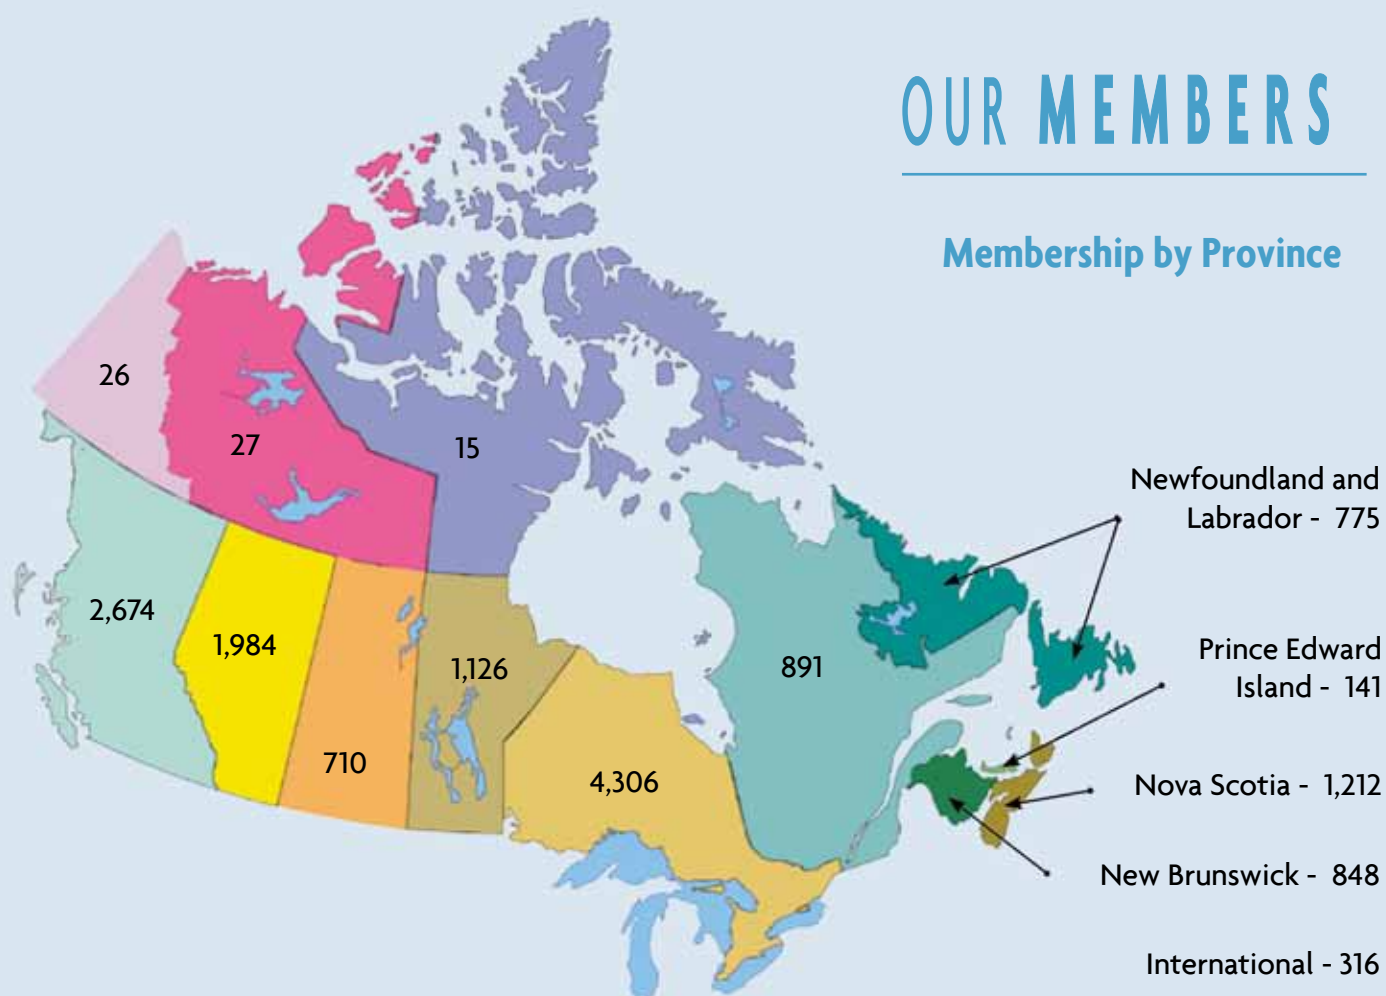 OUR MEMBERS
Membership by Province
26
27
15
2,674
1,984
710
1,126
4,306
891
Newfoundland and
Labrador - 775
Prince Edward
Island - 141
Nova Scotia - 1,212
New Brunswick - 848
International - 316